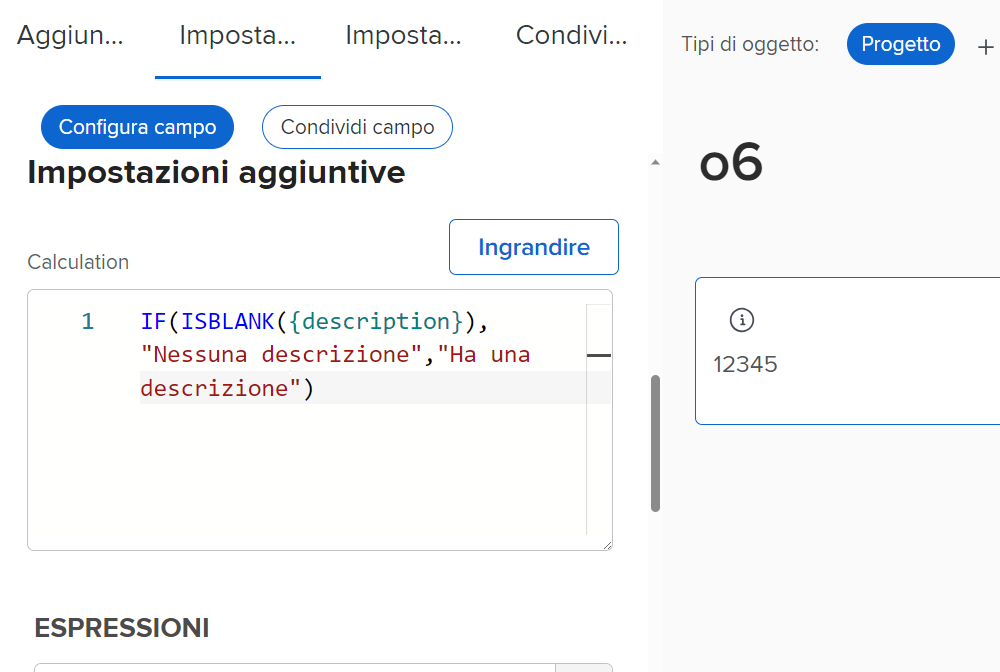 Aggiun... Imposta... Imposta... Condivi...
Tipi di oggetto: Progetto +
Configura campo Condividi campo
Impostazioni aggiuntive
o6
Ingrandire
Calculation
1 IF(ISBLANK({description}),
"Nessuna descrizione","Ha una
descrizione")
12345
ESPRESSIONI